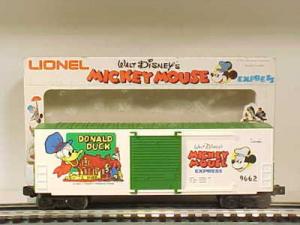 LIONEL
WALT DISNEY'S
MICKEY MOUSE
EXPRESS
DONALD
DUCK
WALT DISNEY'S
MICKEY
MOUSE
EXPRESS
9662